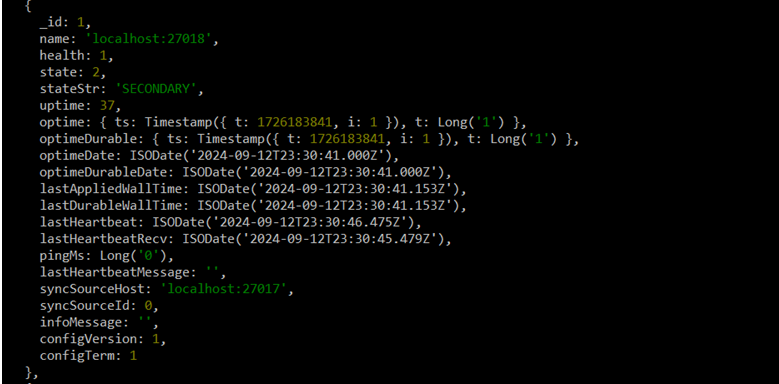 {
_id: 1,
name: 'localhost:27018',
health: 1,
state: 2,
stateStr: 'SECONDARY',
uptime: 37,
optime: { ts: Timestamp({ t: 1726183841, i: 1 }), t: Long('1') },
optimeDurable: { ts: Timestamp({ t: 1726183841, i: 1 }), t: Long('1') },
optimeDate: ISODate('2024-09-12T23:30:41.000Z'),
optimeDurableDate: ISODate('2024-09-12T23:30:41.000Z'),
lastAppliedWallTime: ISODate('2024-09-12T23:30:41.153Z'),
lastDurableWallTime: ISODate('2024-09-12T23:30:41.153Z'),
lastHeartbeat: ISODate('2024-09-12T23:30:46.475Z'),
lastHeartbeatRecv: ISODate('2024-09-12T23:30:45.479Z'),
pingMs: Long('0'),
lastHeartbeatMessage: '',
syncSourceHost: 'localhost:27017',
syncSourceId: 0,
infoMessage: '',
configVersion: 1,
configTerm: 1
},